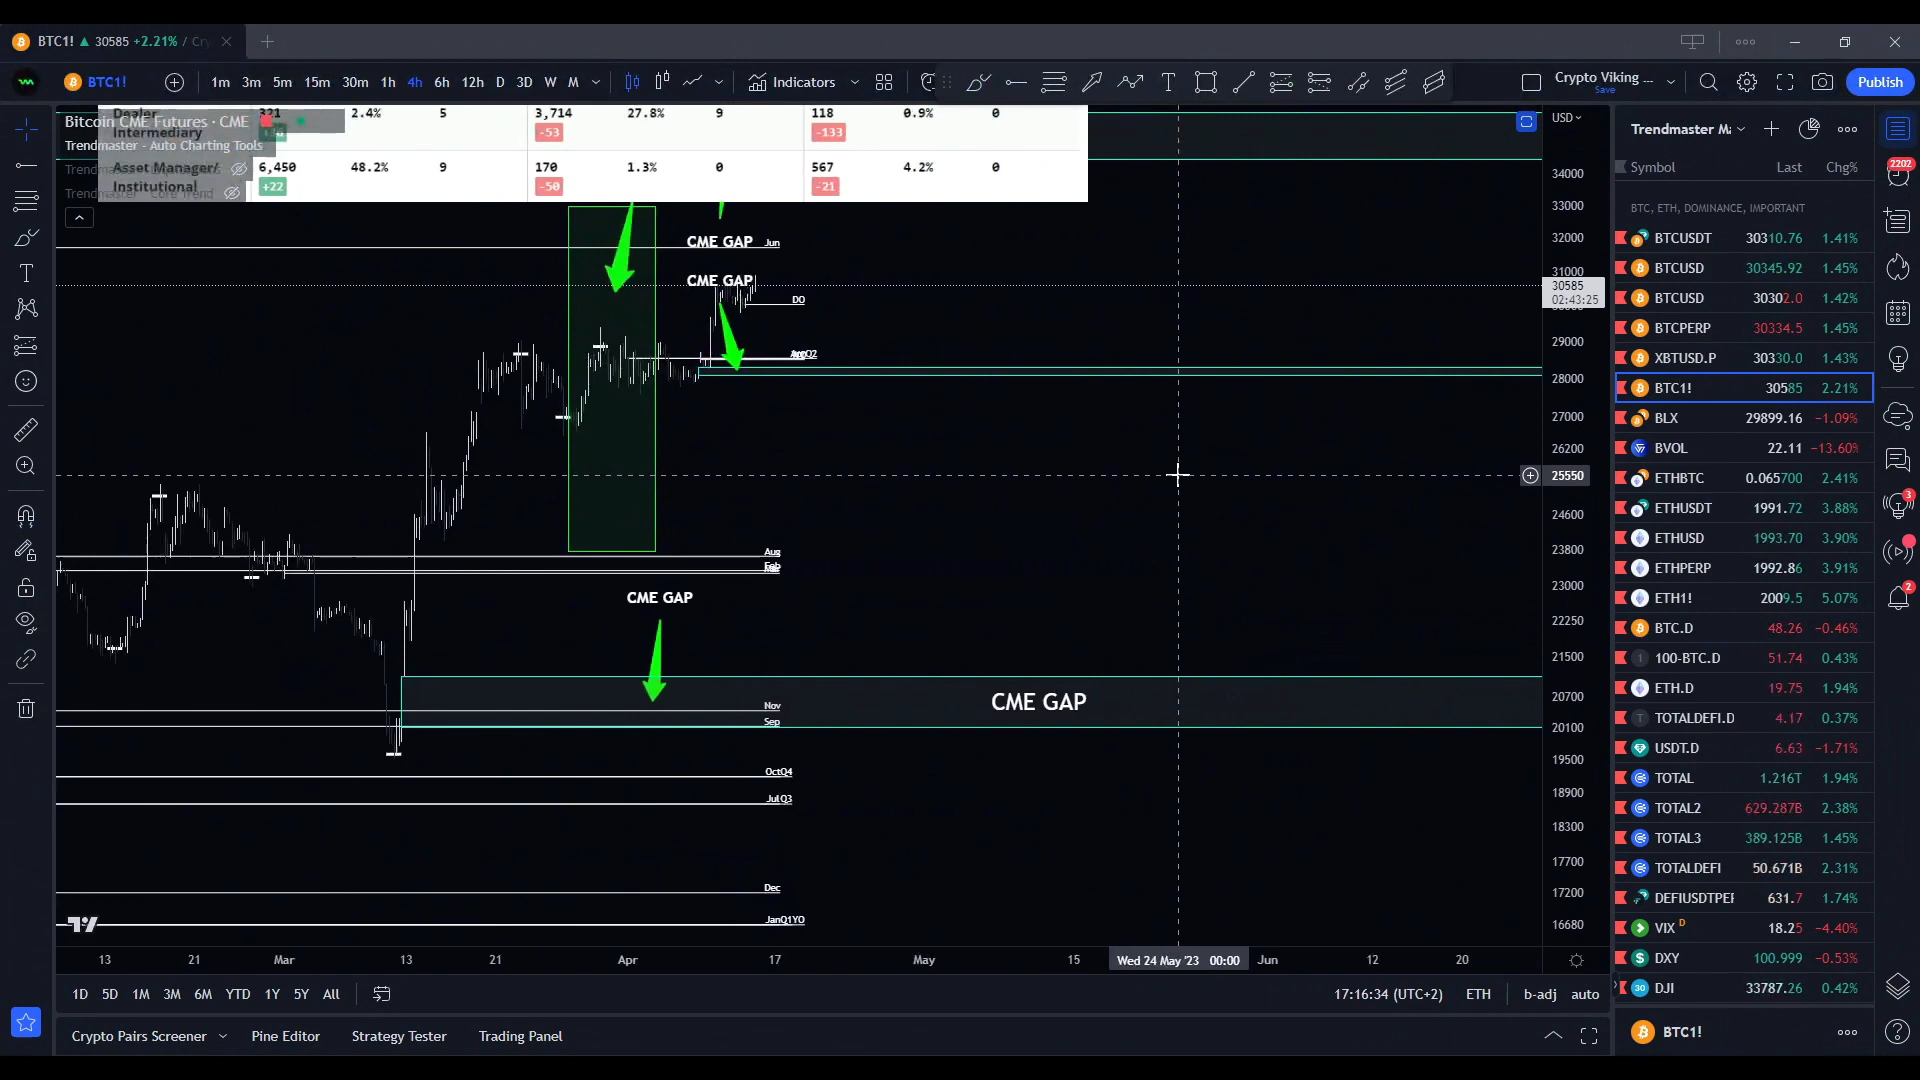 BTC1! ▲ 30585 +2.21% / Cry
BTC1! 1m 3m 5m 15m 30m 1h 4h 6h 12h D 3D W M Indicators Crypto Viking ... Save Publish
Dealer Intermediary 321 2.4% 5 3,714 -53 27.8% 9 118 -133 0.9% 0
Bitcoin CME Futures · CME
Trendmaster - Auto Charting Tools
Asset Manager/ Institutional 6,450 +22 48.2% 9 170 -50 1.3% 0 567 -21 4.2% 0
Trendmaster - Core Trend
CME GAP Jun
CME GAP
DO
Q2
Aug
Feb
CME GAP
CME GAP
Nov
Sep
OctQ4
JulQ3
Dec
JanQ1YO
USD
34000
33000
32000
31000
30585
02:43:25
29000
28000
27000
26200
25550
24600
23800
23000
22250
21500
20700
20100
19500
18900
18300
17700
17200
16680
13 21 Mar 13 21 Apr 17 May 15 Wed 24 May '23 00:00 Jun 12 20
1D 5D 1M 3M 6M YTD 1Y 5Y All 17:16:34 (UTC+2) ETH b-adj auto
Crypto Pairs Screener Pine Editor Strategy Tester Trading Panel
Trendmaster
Symbol Last Chg%
BTC, ETH, DOMINANCE, IMPORTANT
BTCUSDT 30310.76 1.41%
BTCUSD 30345.92 1.45%
BTCUSD 30302.0 1.42%
BTCPERP 30334.5 1.45%
XBTUSD.P 30330.0 1.43%
BTC1! 30585 2.21%
BLX 29899.16 −1.09%
BVOL 22.11 −13.60%
ETHBTC 0.065700 2.41%
ETHUSDT 1991.72 3.88%
ETHUSD 1993.70 3.90%
ETHPERP 1992.86 3.91%
ETH1! 2009.5 5.07%
BTC.D 48.26 −0.46%
100-BTC.D 51.74 0.43%
ETH.D 19.75 1.94%
TOTALDEFI.D 4.17 0.37%
USDT.D 6.63 −1.71%
TOTAL 1.216T 1.94%
TOTAL2 629.287B 2.38%
TOTAL3 389.125B 1.45%
TOTALDEFI 50.671B 2.31%
DEFIUSDTPEF 631.7 1.74%
VIX D 18.25 −4.40%
DXY 100.999 −0.53%
DJI 33787.26 0.42%
BTC1!
2202
3
2